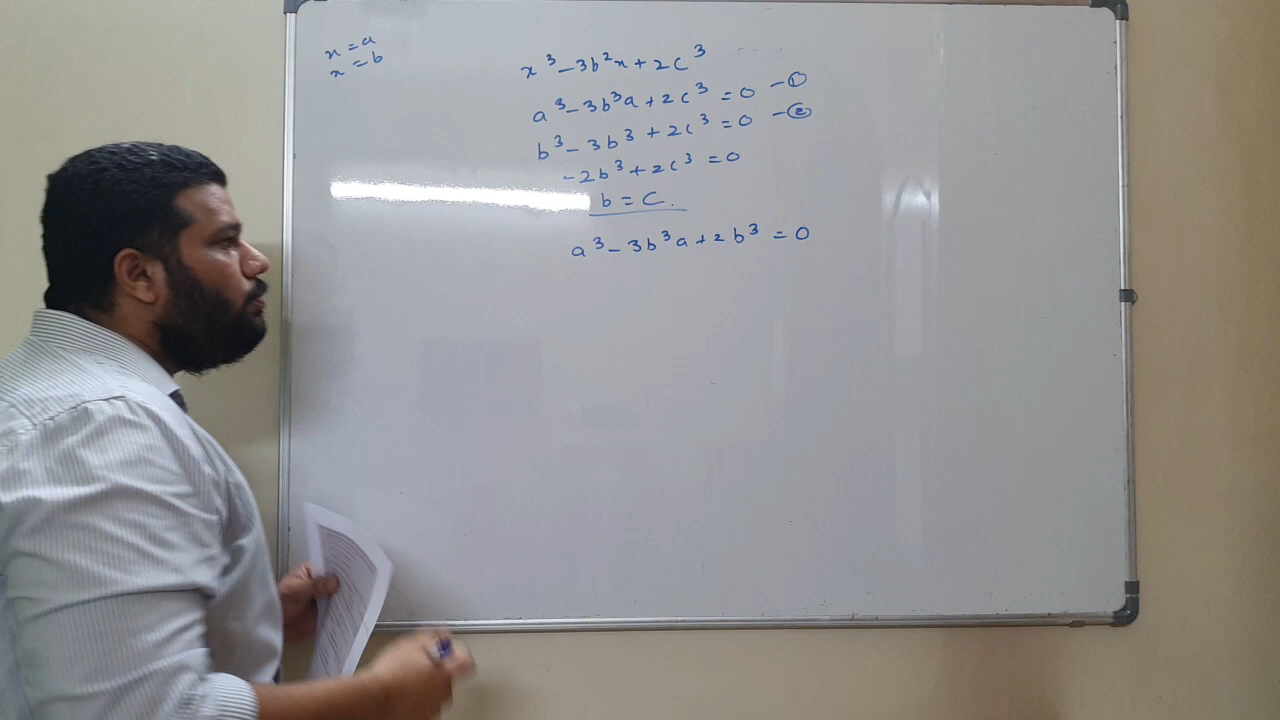 x = a
x = b
x³ - 3b²x + 2c³
a³ - 3b³a + 2c³ = 0 - ①
b³ - 3b³ + 2c³ = 0 - ②
-2b³ + 2c³ = 0
b = C.
a³ - 3b³a + 2b³ = 0